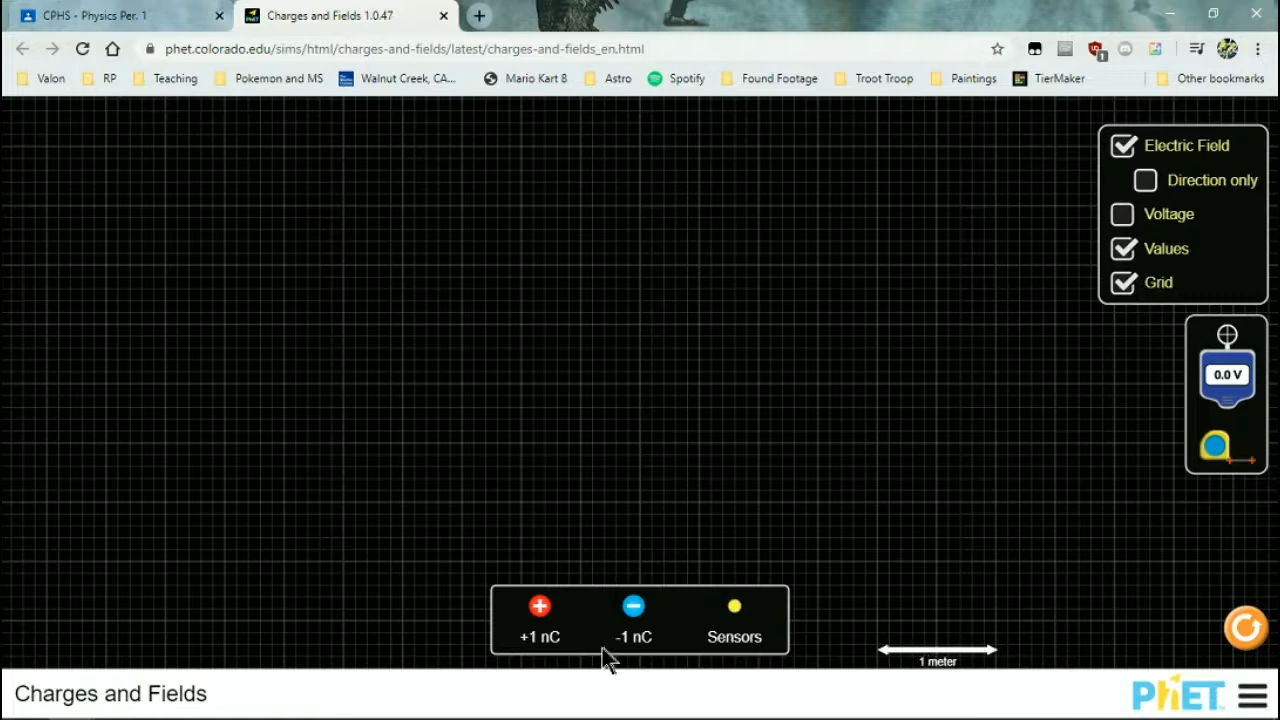 CPHS - Physics Per. 1
Charges and Fields 1.0.47
phet.colorado.edu/sims/html/charges-and-fields/latest/charges-and-fields_en.html
1
Valon RP Teaching Pokemon and MS Walnut Creek, CA... Mario Kart 8 Astro Spotify Found Footage Troot Troop Paintings TierMaker Other bookmarks
Electric Field
Direction only
Voltage
Values
Grid
0.0 V
+1 nC -1 nC Sensors
1 meter
Charges and Fields
PhET